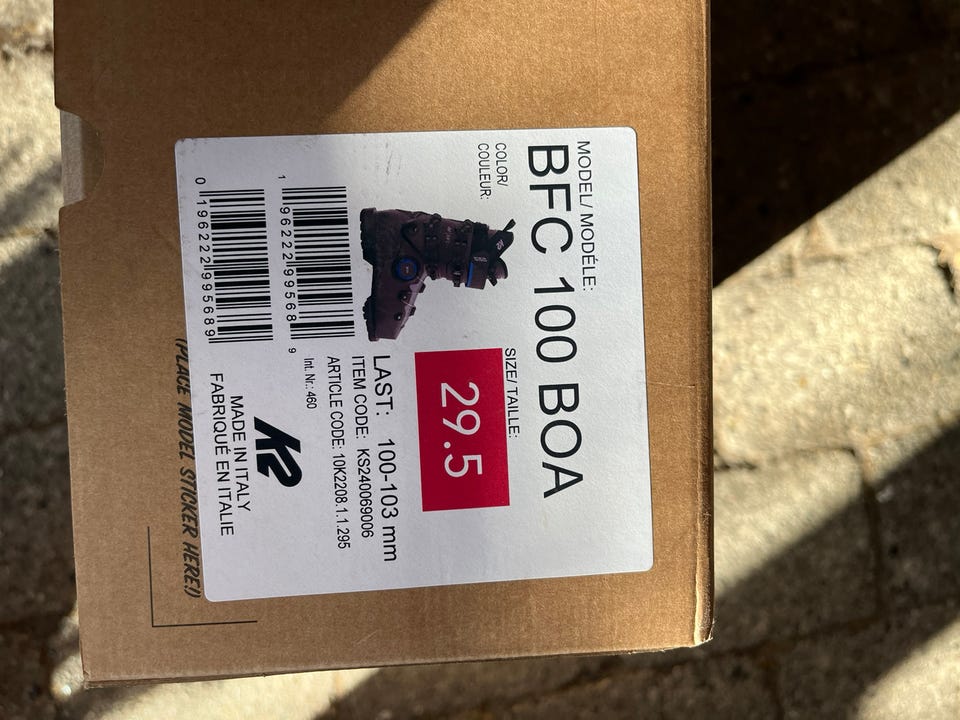 MODEL/ MODÉLE:
BFC 100 BOA
COLOR/
COULEUR:
SIZE/ TAILLE:
29.5
LAST: 100-103 mm
ITEM CODE: KS240069006
ARTICLE CODE: 10K2208.1.1.295
Int. Nr.: 460
1 96222 99568 9
0 196222 995689
K2
MADE IN ITALY
FABRIQUÉ EN ITALIE
(PLACE MODEL STICKER HERE!)